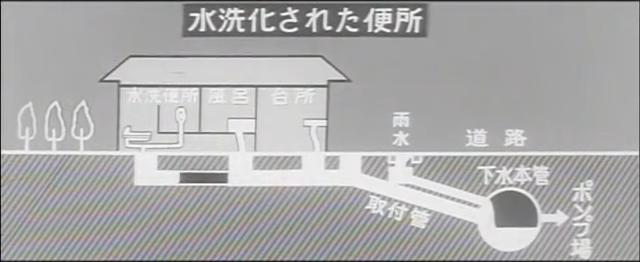 水洗化された便所
水洗便所
風呂
台所
雨水
道路
下水本管
取付管
ポンプ場